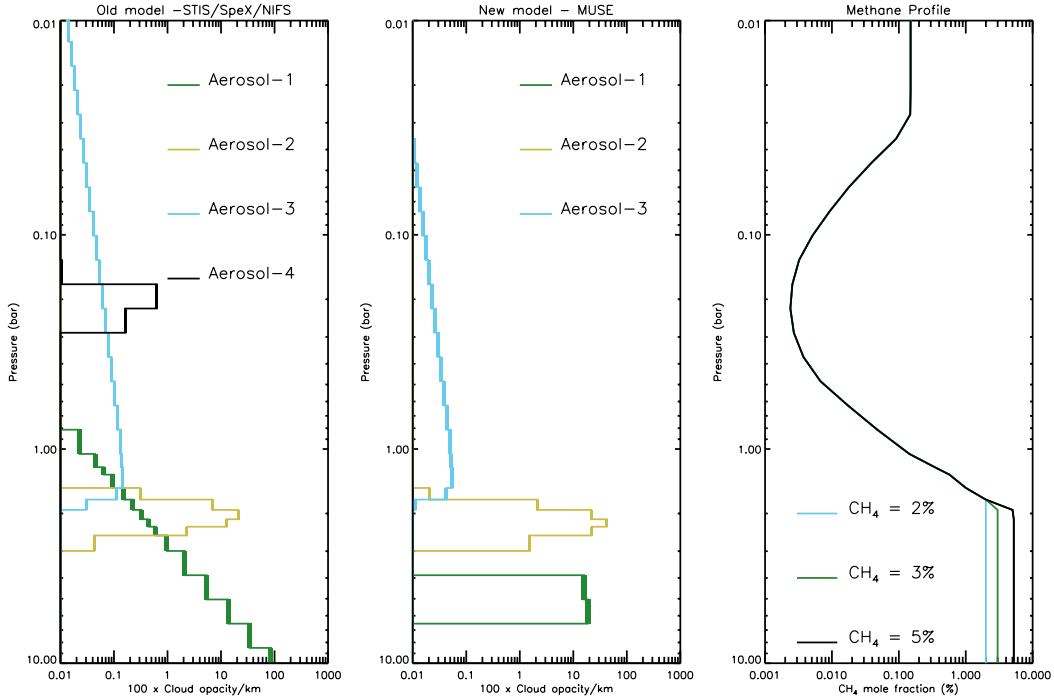 Old model -STIS/SpeX/NIFS
0.01
0.10
1.00
10.00
Pressure (bar)
Aerosol-1
Aerosol-2
Aerosol-3
Aerosol-4
0.01
0.1
1
10
100
1000
100 x Cloud opacity/km
New model - MUSE
0.01
0.10
1.00
10.00
Pressure (bar)
Aerosol-1
Aerosol-2
Aerosol-3
0.01
0.1
1
10
100
1000
100 x Cloud opacity/km
Methane Profile
0.01
0.10
1.00
10.00
Pressure (bar)
CH₄ = 2%
CH₄ = 3%
CH₄ = 5%
0.001
0.010
0.100
1.000
10.000
CH₄ mole fraction (%)